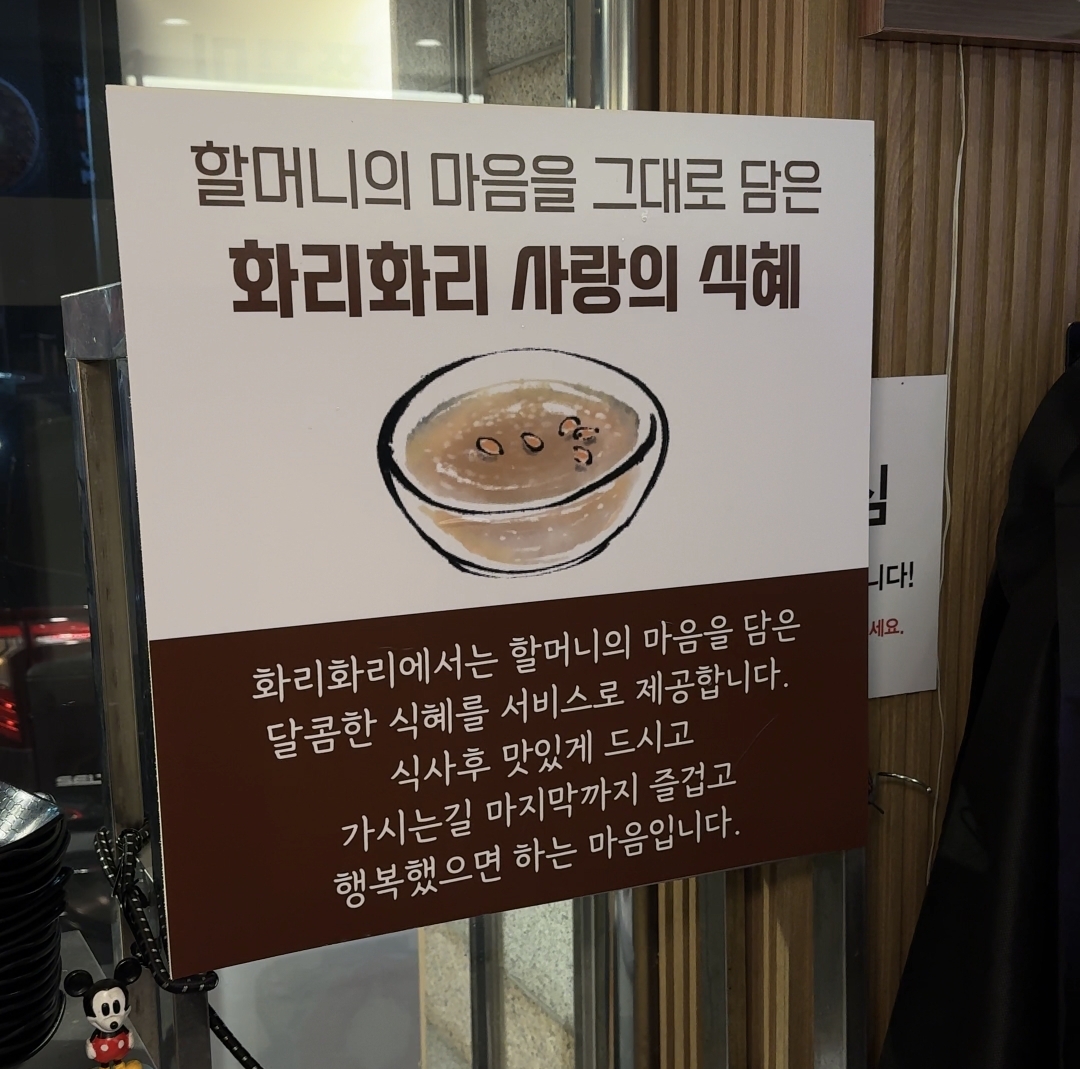 할머니의 마음을 그대로 담은
화리화리 사랑의 식혜
화리화리에서는 할머니의 마음을 담은
달콤한 식혜를 서비스로 제공합니다.
식사후 맛있게 드시고
가시는길 마지막까지 즐겁고
행복했으면 하는 마음입니다.
심
니다!
세요.